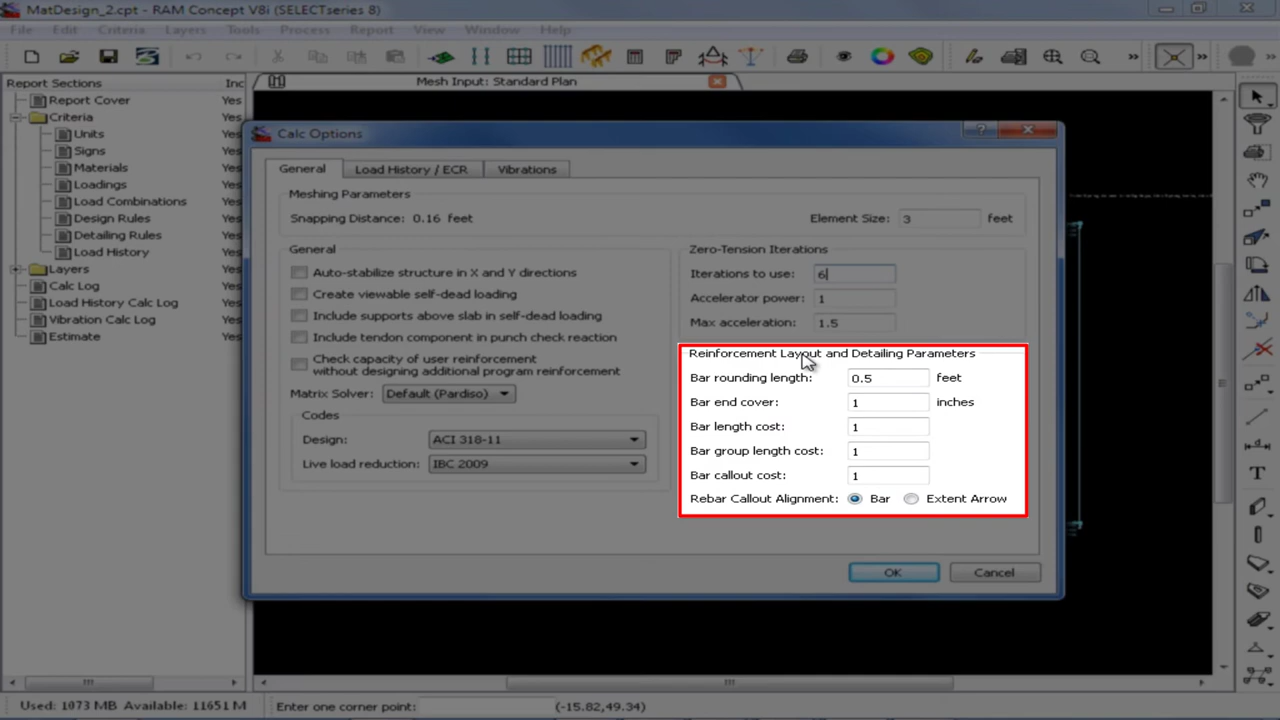 MatDesign_2.cpt - RAM Concept V8i (SELECTseries 8)
File Edit Criteria Layers Tools Process Report View Window Help
Report Sections Inc
Report Cover Yes
Criteria Yes
Units Yes
Signs Yes
Materials Yes
Loadings Yes
Load Combinations Yes
Design Rules Yes
Detailing Rules Yes
Load History Yes
Layers Yes
Calc Log Yes
Load History Calc Log Yes
Vibration Calc Log Yes
Estimate Yes
Mesh Input: Standard Plan
Calc Options
General Load History / ECR Vibrations
Meshing Parameters
Snapping Distance: 0.16 feet Element Size: 3 feet
General
Auto-stabilize structure in X and Y directions
Create viewable self-dead loading
Include supports above slab in self-dead loading
Include tendon component in punch check reaction
Check capacity of user reinforcement
without designing additional program reinforcement
Matrix Solver: Default (Pardiso)
Codes
Design: ACI 318-11
Live load reduction: IBC 2009
Zero-Tension Iterations
Iterations to use: 6
Accelerator power: 1
Max acceleration: 1.5
Reinforcement Layout and Detailing Parameters
Bar rounding length: 0.5 feet
Bar end cover: 1 inches
Bar length cost: 1
Bar group length cost: 1
Bar callout cost: 1
Rebar Callout Alignment: Bar Extent Arrow
OK Cancel
Used: 1073 MB Available: 11651 M Enter one corner point: (-15.82,49.34)